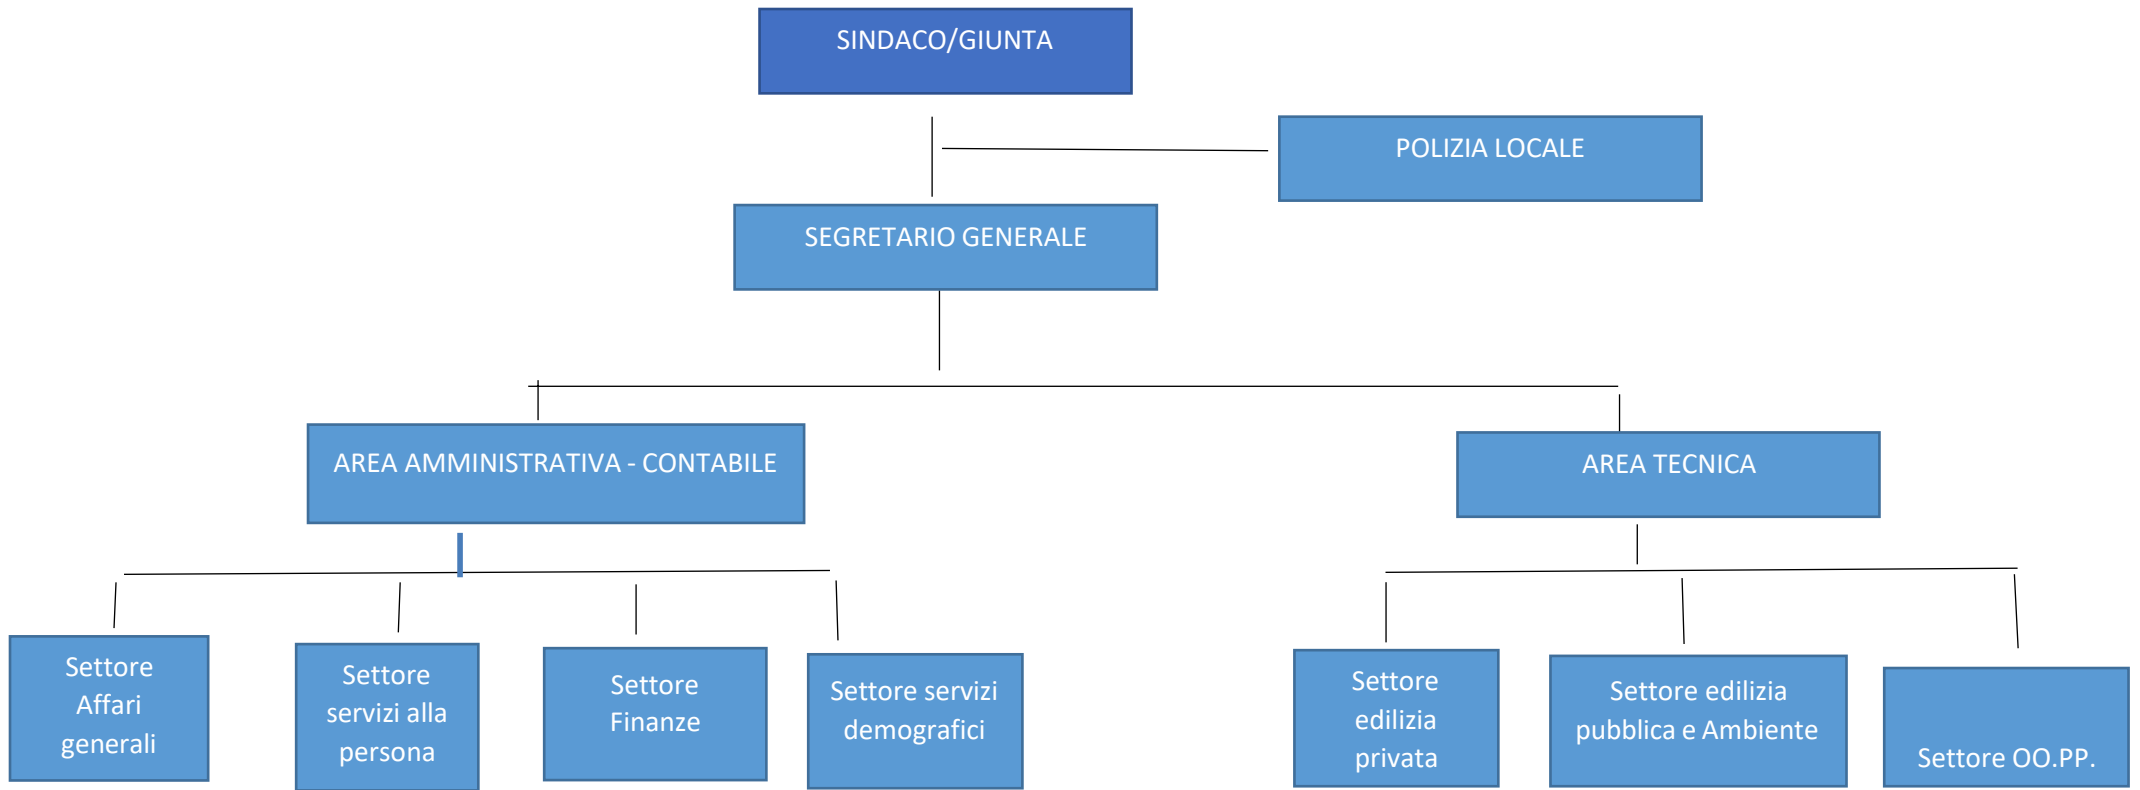 SINDACO/GIUNTA
POLIZIA LOCALE
SEGRETARIO GENERALE
AREA AMMINISTRATIVA - CONTABILE
AREA TECNICA
Settore
Affari
generali
Settore
servizi alla
persona
Settore
Finanze
Settore servizi
demografici
Settore
edilizia
privata
Settore edilizia
pubblica e Ambiente
Settore OO.PP.